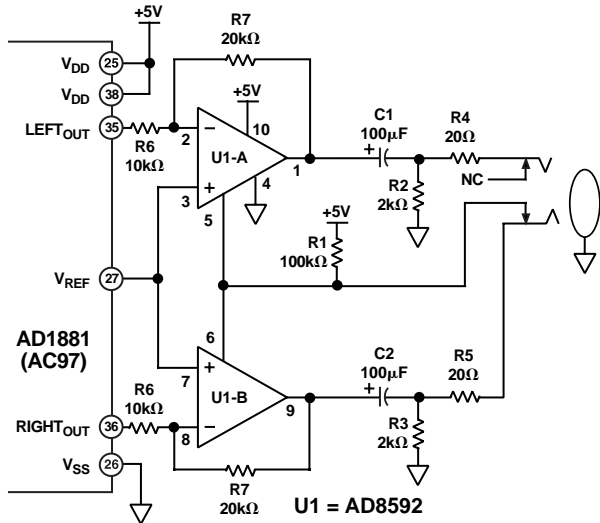 +5V
R7
20kΩ
VDD
25
VDD
38
+5V
LEFTOUT
35
R6
10kΩ
2
−
10
U1-A
1
+
3
4
5
C1
+
100µF
R4
20Ω
NC
R2
2kΩ
+5V
R1
100kΩ
VREF
27
AD1881
(AC97)
6
7
+
U1-B
9
8
−
R6
10kΩ
RIGHTOUT
36
C2
+
100µF
R5
20Ω
R3
2kΩ
VSS
26
R7
20kΩ
U1 = AD8592